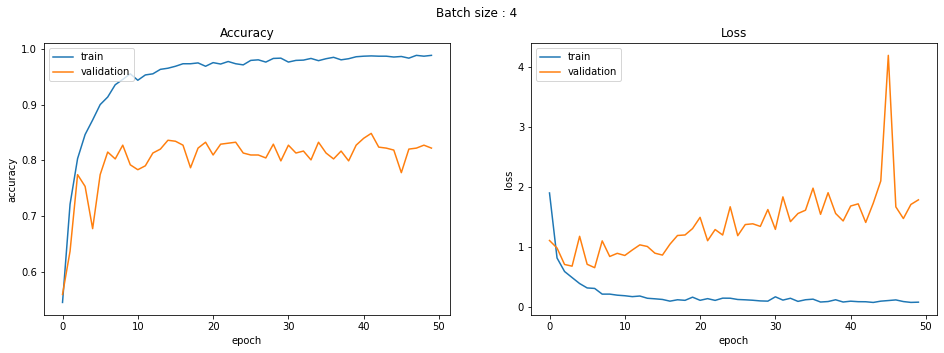 Batch size : 4
Accuracy
train
validation
1.0
0.9
0.8
0.7
0.6
accuracy
0 10 20 30 40 50
epoch
Loss
train
validation
4
3
2
1
0
loss
0 10 20 30 40 50
epoch